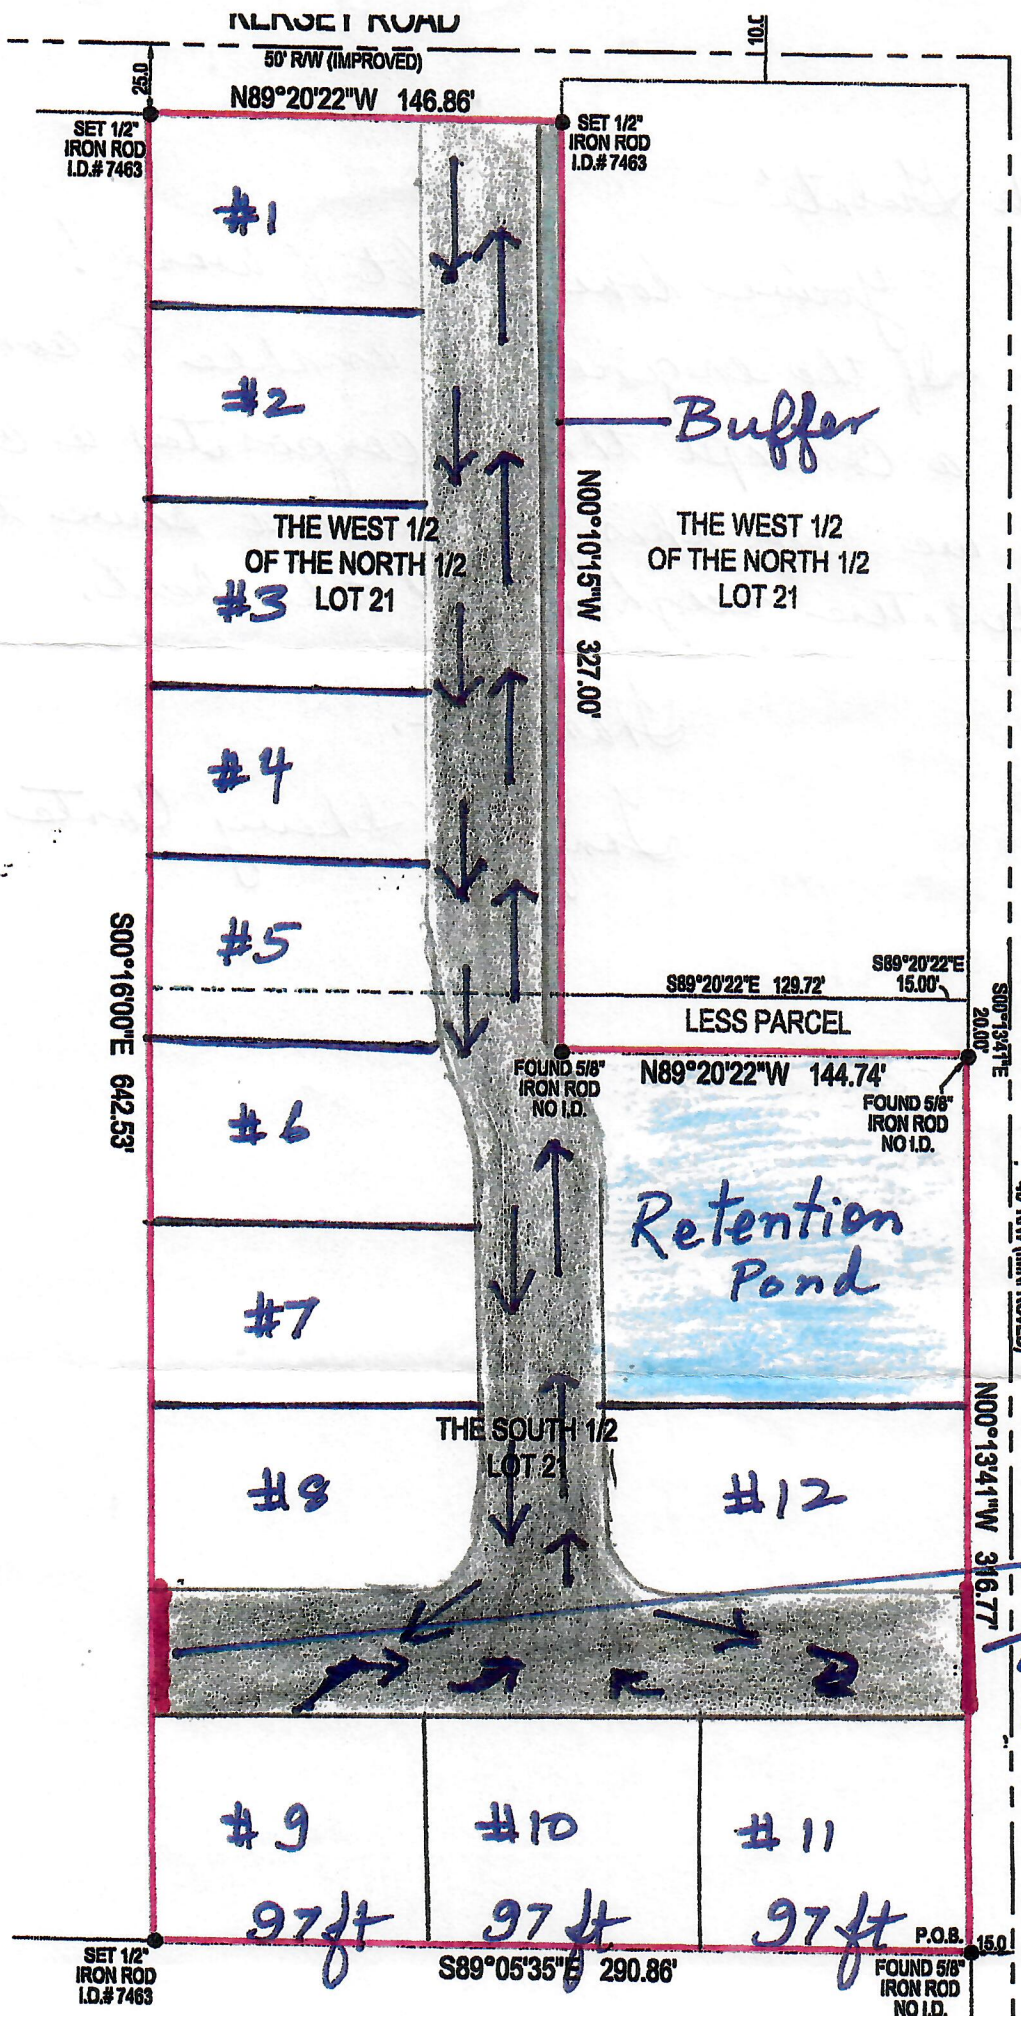 KERSEY ROAD
50' R/W (IMPROVED)
25.0
10.0
N89°20'22"W 146.86'
SET 1/2"
IRON ROD
I.D.# 7463
SET 1/2"
IRON ROD
I.D.# 7463
#1
#2
Buffer
THE WEST 1/2
OF THE NORTH 1/2
LOT 21
N00°10'15"W 327.00'
THE WEST 1/2
OF THE NORTH 1/2
LOT 21
#3
#4
#5
S00°16'00"E 642.53'
S89°20'22"E 129.72'
S89°20'22"E
15.00'
S00°13'41"E
20.00'
LESS PARCEL
FOUND 5/8"
IRON ROD
NO I.D.
N89°20'22"W 144.74'
FOUND 5/8"
IRON ROD
NO I.D.
#6
Retention
Pond
#7
THE SOUTH 1/2
LOT 21
#8
#12
N00°13'41"W 316.77'
#9
#10
#11
97ft
97ft
97ft
P.O.B.
15.0
SET 1/2"
IRON ROD
I.D.# 7463
S89°05'35"E 290.86'
FOUND 5/8"
IRON ROD
NO I.D.